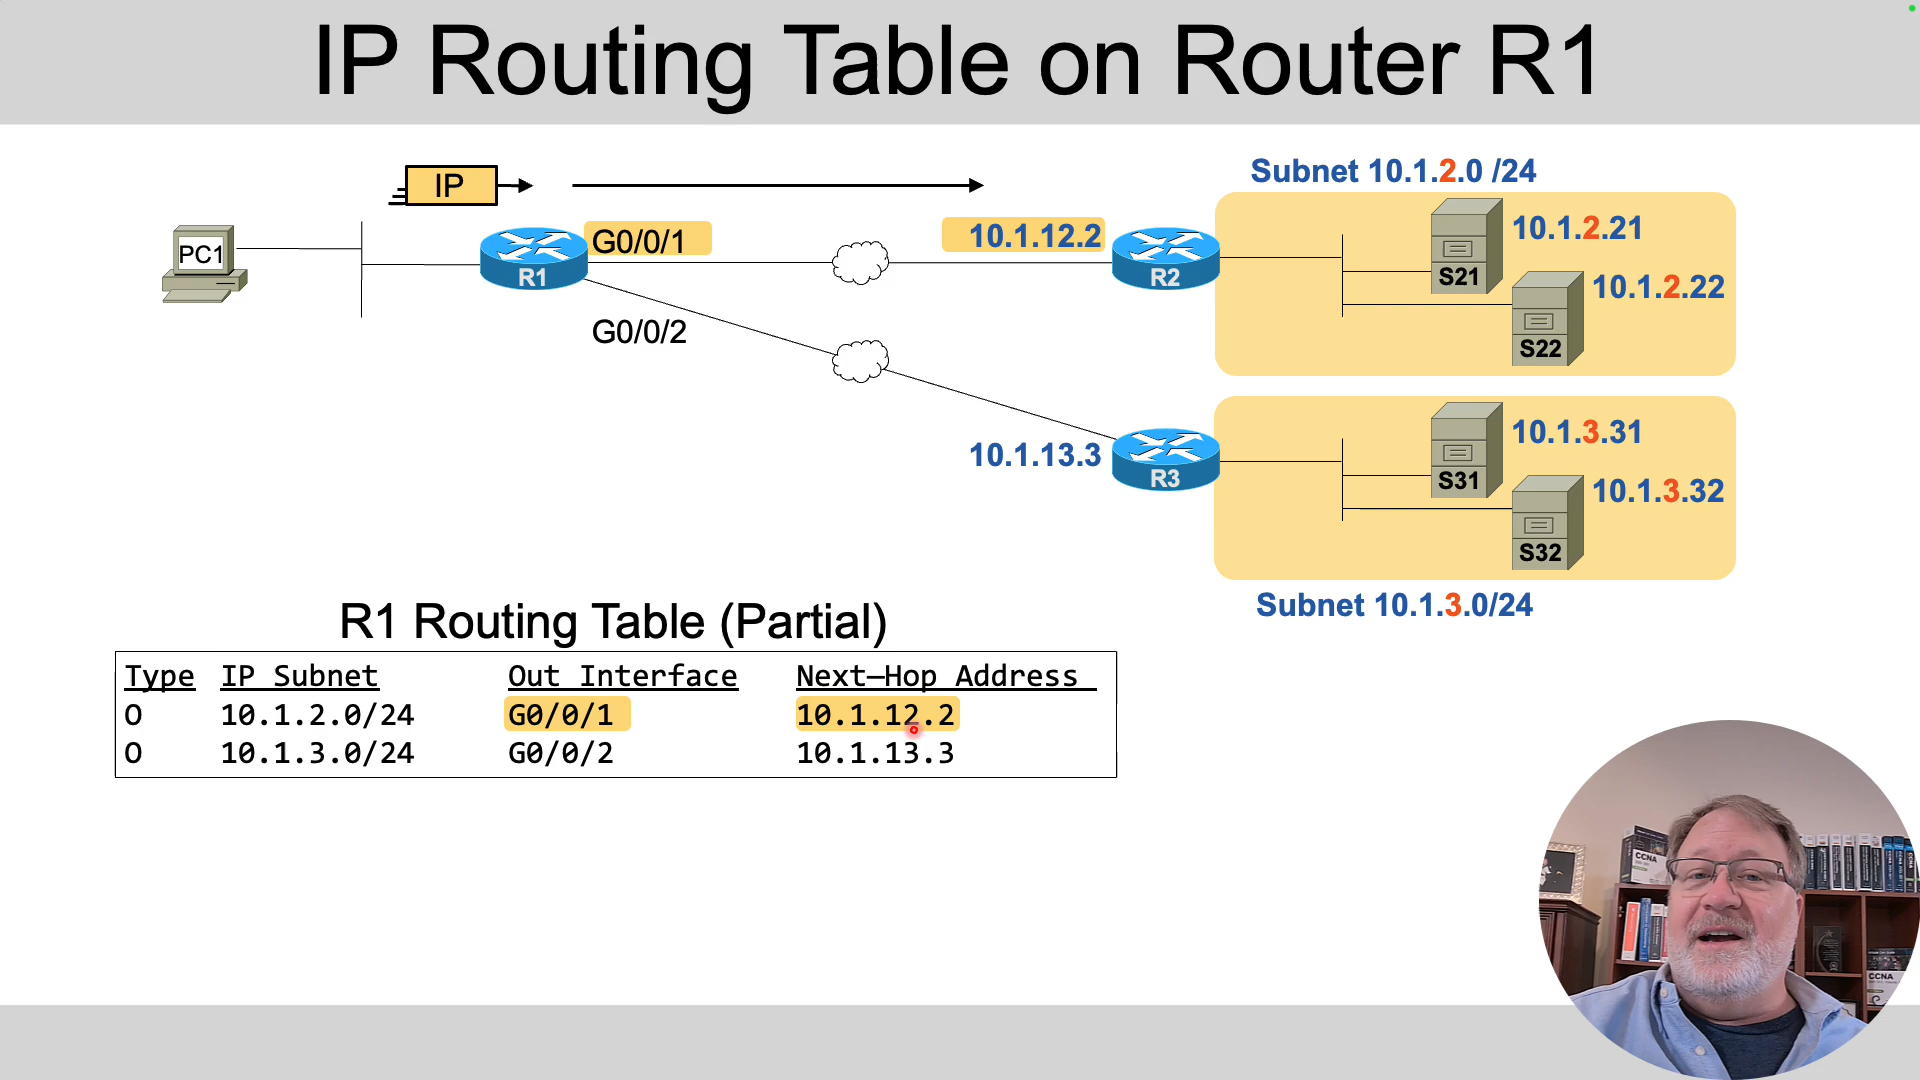 IP Routing Table on Router R1
Subnet 10.1.2.0 /24
IP
PC1
R1
G0/0/1
G0/0/2
10.1.12.2
R2
S21
10.1.2.21
S22
10.1.2.22
10.1.13.3
R3
S31
10.1.3.31
S32
10.1.3.32
Subnet 10.1.3.0/24
R1 Routing Table (Partial)
Type IP Subnet Out Interface Next–Hop Address
O 10.1.2.0/24 G0/0/1 10.1.12.2
O 10.1.3.0/24 G0/0/2 10.1.13.3
CCNA
CCNA